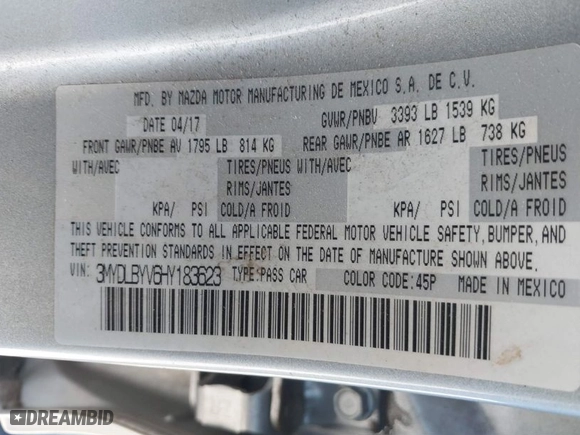 MFD. BY MAZDA MOTOR MANUFACTURING DE MEXICO S.A. DE C.V.
DATE 04/17 GVWR/PNBV 3393 LB 1539 KG
FRONT GAWR/PNBE AV 1795 LB 814 KG REAR GAWR/PNBE AR 1627 LB 738 KG
WITH/AVEC TIRES/PNEUS WITH/AVEC TIRES/PNEUS
RIMS/JANTES RIMS/JANTES
KPA/ PSI COLD/A FROID KPA/ PSI COLD/A FROID
THIS VEHICLE CONFORMS TO ALL APPLICABLE FEDERAL MOTOR VEHICLE SAFETY, BUMPER, AND
THEFT PREVENTION STANDARDS IN EFFECT ON THE DATE OF MANUFACTURE SHOWN ABOVE.
VIN: 3MYDLBYV6HY183623 TYPE:PASS CAR COLOR CODE:45P MADE IN MEXICO
DREAMBID